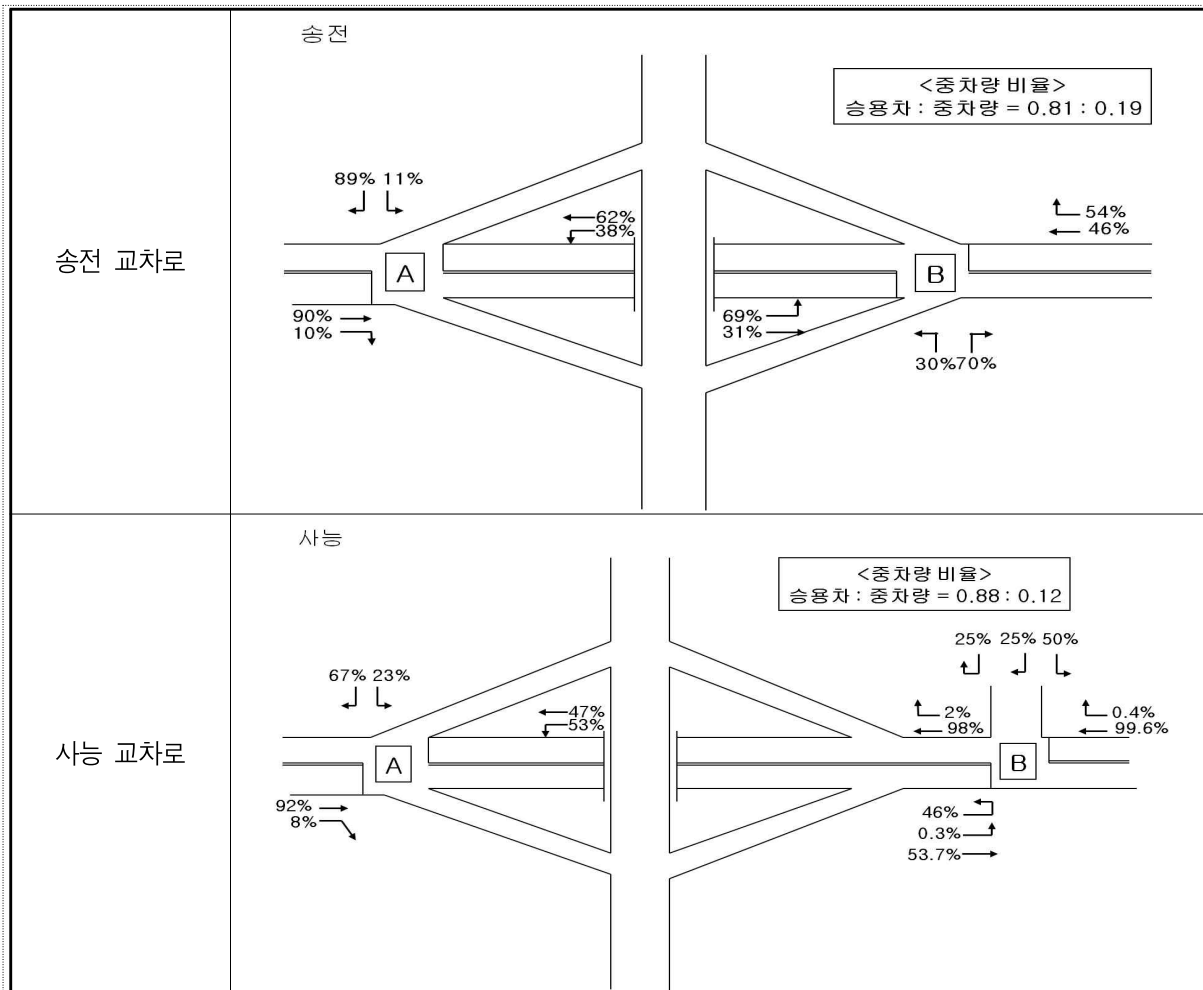 송전 교차로
송전
<중차량 비율>
승용차 : 중차량 = 0.81 : 0.19
89% 11%
62%
38%
54%
46%
A
B
90%
10%
69%
31%
30%70%
사능 교차로
사능
<중차량 비율>
승용차 : 중차량 = 0.88 : 0.12
25% 25% 50%
67% 23%
47%
53%
2%
98%
0.4%
99.6%
A
B
92%
8%
46%
0.3%
53.7%